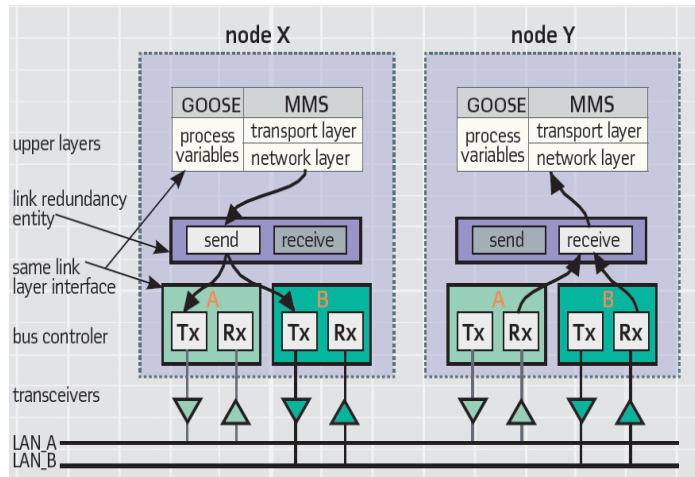 node X
node Y
GOOSE MMS
process variables
transport layer
network layer
GOOSE MMS
process variables
transport layer
network layer
upper layers
link redundancy
entity
send receive
send receive
same link
layer interface
A B
A B
bus controler
Tx Rx Tx Rx
Tx Rx Tx Rx
transceivers
LAN_A
LAN_B